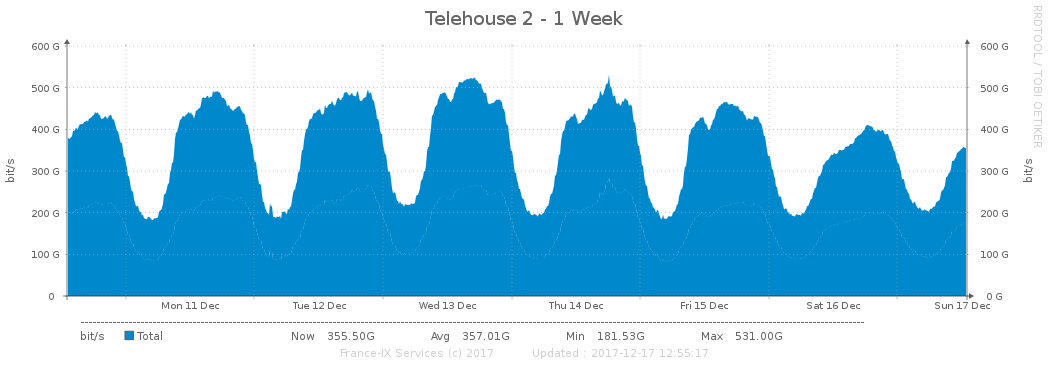 Telehouse 2 - 1 Week
RRDTOOL / TOBI OETIKER
600 G 600 G
500 G 500 G
400 G 400 G
300 G 300 G
200 G 200 G
100 G 100 G
0 0 G
bit/s bit/s
Mon 11 Dec Tue 12 Dec Wed 13 Dec Thu 14 Dec Fri 15 Dec Sat 16 Dec Sun 17 Dec
bit/s Total Now 355.50G Avg 357.01G Min 181.53G Max 531.00G
France-IX Services (c) 2017 Updated : 2017-12-17 12:55:17